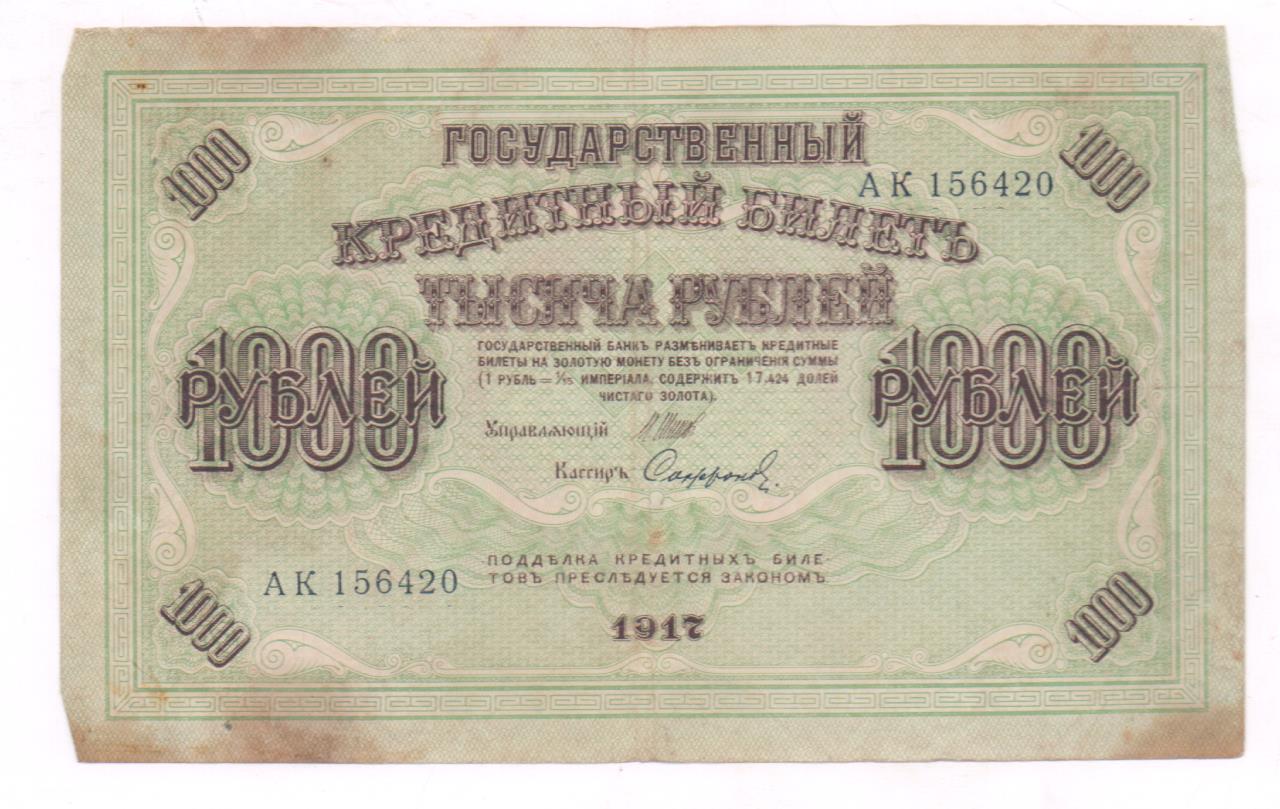 1000
1000
ГОСУДАРСТВЕННЫЙ
АК 156420
КРЕДИТНЫЙ БИЛЕТЪ
ТЫСЯЧА РУБЛЕЙ
1000
РУБЛЕЙ
1000
РУБЛЕЙ
ГОСУДАРСТВЕННЫЙ БАНКЪ РАЗМѢНИВАЕТЪ КРЕДИТНЫЕ
БИЛЕТЫ НА ЗОЛОТУЮ МОНЕТУ БЕЗЪ ОГРАНИЧЕНІЯ СУММЫ
(1 РУБЛЬ = 1/15 ИМПЕРІАЛА, СОДЕРЖИТЪ 17.424 ДОЛЕЙ
ЧИСТАГО ЗОЛОТА).
Управляющій
Кассиръ Сафронов
ПОДДѢЛКА КРЕДИТНЫХЪ БИЛЕ-
ТОВЪ ПРЕСЛѢДУЕТСЯ ЗАКОНОМЪ.
АК 156420
1917
1000
1000